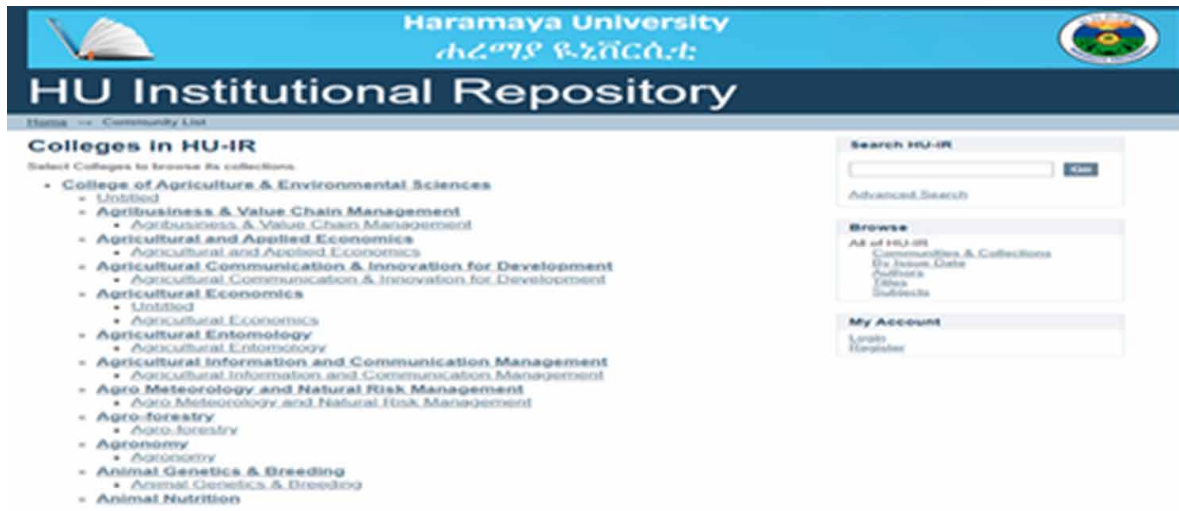 Haramaya University
ሐረማያ ዩኒቨርሲቲ
HU Institutional Repository
Home → Community List
Colleges in HU-IR
Select Colleges to browse its collections.
College of Agriculture & Environmental Sciences
Untitled
Agribusiness & Value Chain Management
Agribusiness & Value Chain Management
Agricultural and Applied Economics
Agricultural and Applied Economics
Agricultural Communication & Innovation for Development
Agricultural Communication & Innovation for Development
Agricultural Economics
Untitled
Agricultural Economics
Agricultural Entomology
Agricultural Entomology
Agricultural Information and Communication Management
Agricultural Information and Communication Management
Agro Meteorology and Natural Risk Management
Agro Meteorology and Natural Risk Management
Agro-forestry
Agro-forestry
Agronomy
Agronomy
Animal Genetics & Breeding
Animal Genetics & Breeding
Animal Nutrition
Search HU-IR
Go
Advanced Search
Browse
All of HU-IR
Communities & Collections
By Issue Date
Authors
Titles
Subjects
My Account
Login
Register